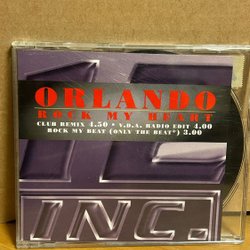 ORLANDO
ROCK MY HEART
CLUB REMIX 4.50 • V.D.A. RADIO EDIT 4.00
ROCK MY BEAT (ONLY THE BEAT*) 3.00
INC.